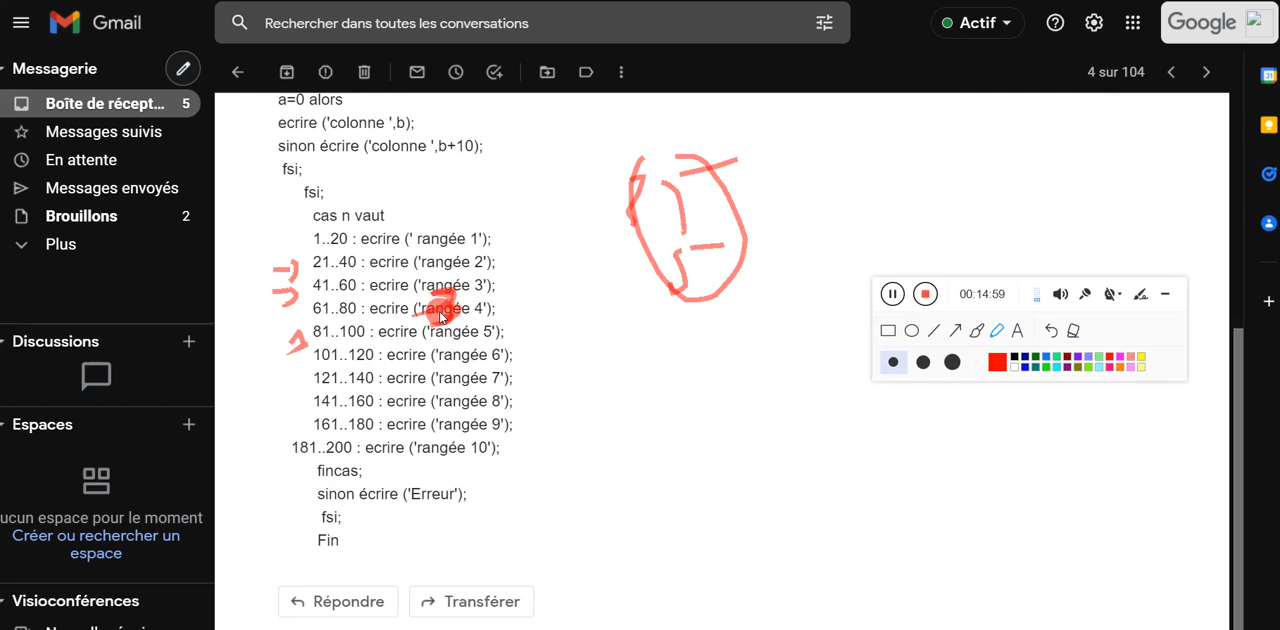 Gmail
Rechercher dans toutes les conversations
Actif
Google
Messagerie
4 sur 104
Boîte de récept... 5
Messages suivis
En attente
Messages envoyés
Brouillons 2
Plus
Discussions
Espaces
ucun espace pour le moment
Créer ou rechercher un
espace
Visioconférences
a=0 alors
ecrire ('colonne ',b);
sinon écrire ('colonne ',b+10);
fsi;
fsi;
cas n vaut
1..20 : ecrire (' rangée 1');
21..40 : ecrire ('rangée 2');
41..60 : ecrire ('rangée 3');
61..80 : ecrire ('rangée 4');
81..100 : ecrire ('rangée 5');
101..120 : ecrire ('rangée 6');
121..140 : ecrire ('rangée 7');
141..160 : ecrire ('rangée 8');
161..180 : ecrire ('rangée 9');
181..200 : ecrire ('rangée 10');
fincas;
sinon écrire ('Erreur');
fsi;
Fin
Répondre
Transférer
00:14:59
A
31